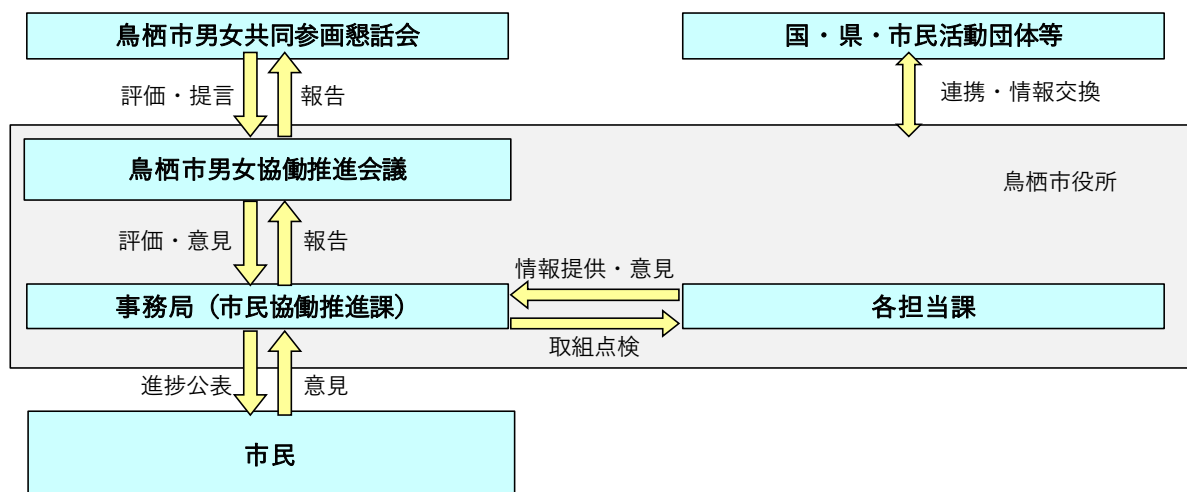 鳥栖市男女共同参画懇話会
国・県・市民活動団体等
評価・提言
報告
連携・情報交換
鳥栖市男女協働推進会議
鳥栖市役所
評価・意見
報告
情報提供・意見
事務局（市民協働推進課）
各担当課
取組点検
進捗公表
意見
市民